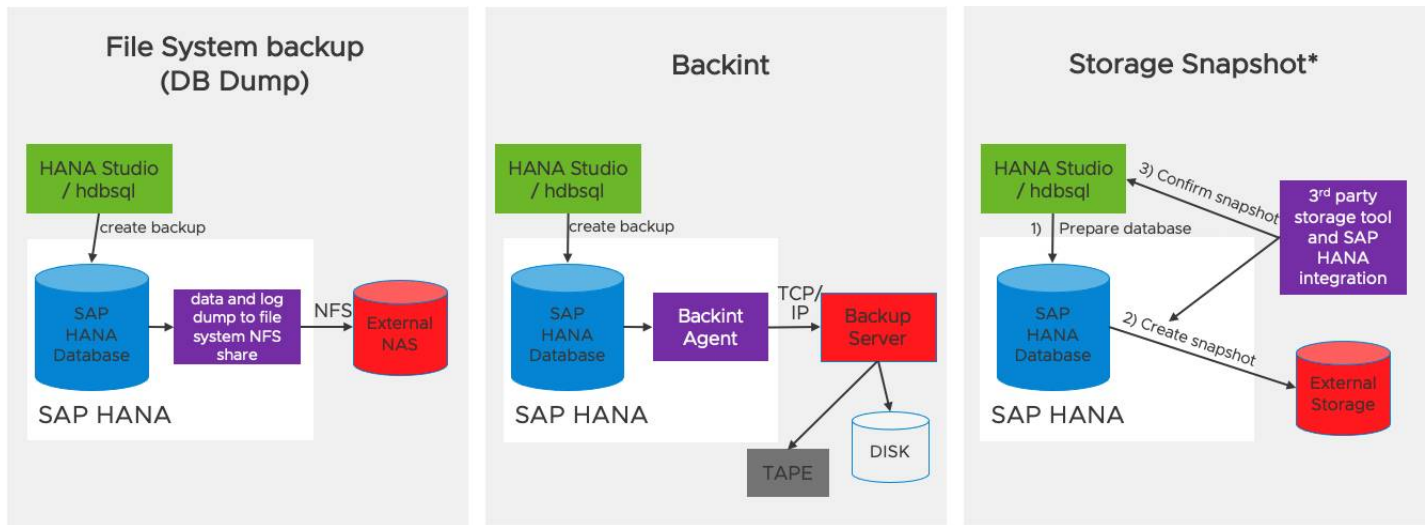 File System backup
(DB Dump)
HANA Studio
/ hdbsql
create backup
SAP
HANA
Database
data and log
dump to file
system NFS
share
NFS
External
NAS
SAP HANA
Backint
HANA Studio
/ hdbsql
create backup
SAP
HANA
Database
Backint
Agent
TCP/
IP
Backup
Server
SAP HANA
TAPE
DISK
Storage Snapshot*
HANA Studio
/ hdbsql
3) Confirm snapshot
3rd party
storage tool
and SAP
HANA
integration
1) Prepare database
SAP
HANA
Database
2) Create snapshot
External
Storage
SAP HANA